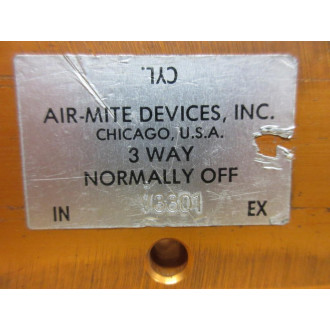 CYL.
AIR-MITE DEVICES, INC.
CHICAGO, U.S.A.
3 WAY
NORMALLY OFF
IN EX